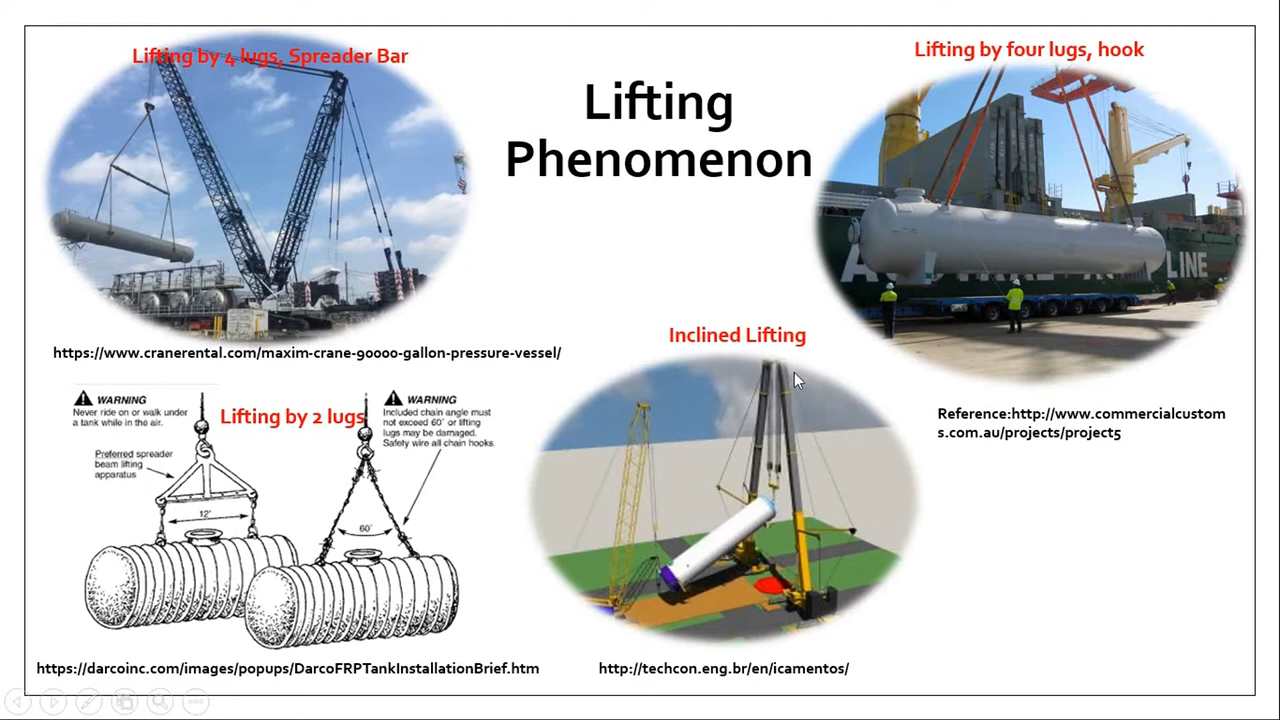 Lifting by 4 lugs, Spreader Bar
Lifting
Phenomenon
Lifting by four lugs, hook
LINE
https://www.cranerental.com/maxim-crane-90000-gallon-pressure-vessel/
Inclined Lifting
Reference:http://www.commercialcustom
s.com.au/projects/project5
WARNING
Never ride on or walk under
a tank while in the air.
Lifting by 2 lugs
WARNING
Included chain angle must
not exceed 60° or lifting
lugs may be damaged.
Safety wire all chain hooks.
Preferred spreader
beam lifting
apparatus
12'
60°
https://darcoinc.com/images/popups/DarcoFRPTankInstallationBrief.htm
http://techcon.eng.br/en/icamentos/